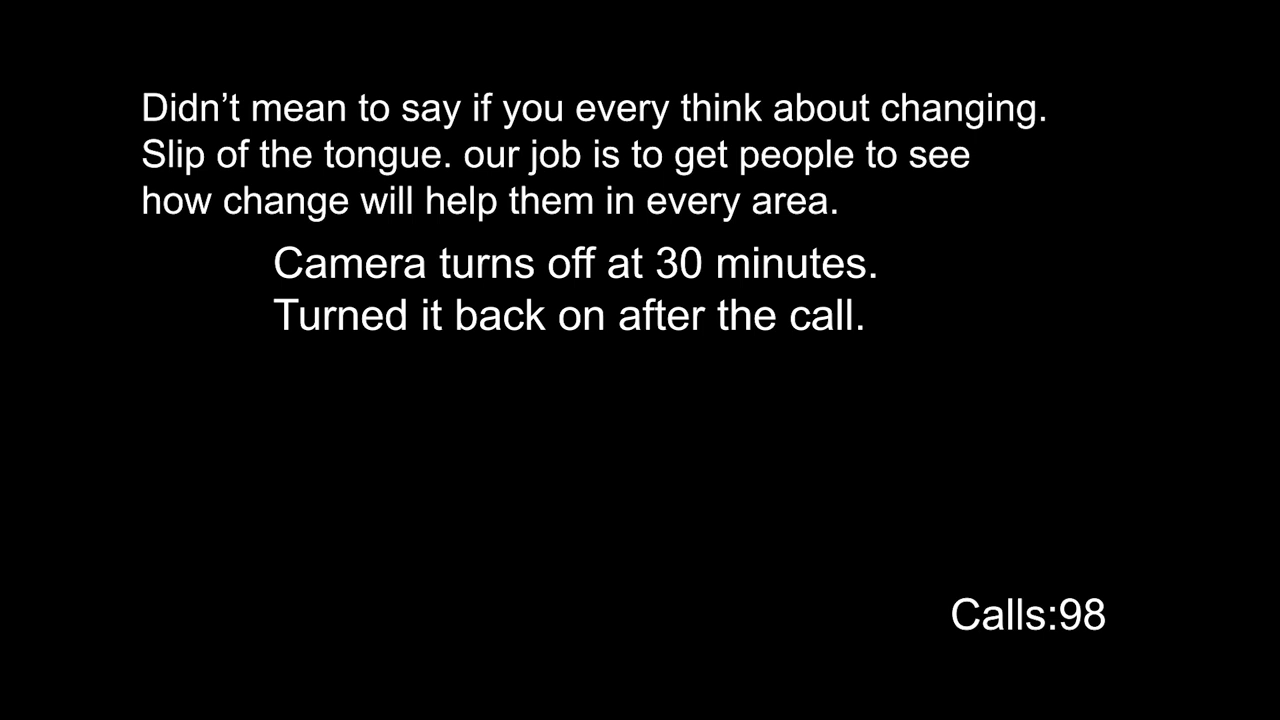 Didn’t mean to say if you every think about changing.
Slip of the tongue. our job is to get people to see
how change will help them in every area.
Camera turns off at 30 minutes.
Turned it back on after the call.
Calls:98